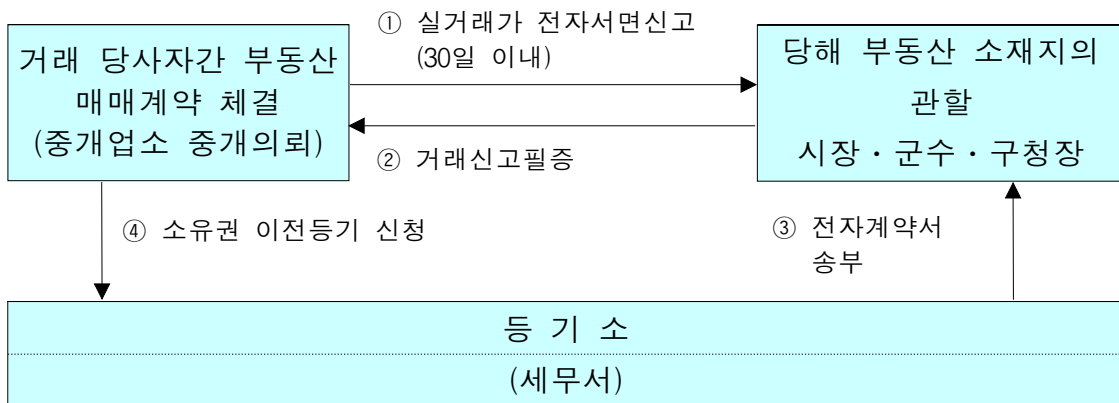 거래 당사자간 부동산
매매계약 체결
(중개업소 중개의뢰)
① 실거래가 전자서면신고
(30일 이내)
② 거래신고필증
당해 부동산 소재지의
관할
시장・군수・구청장
④ 소유권 이전등기 신청
③ 전자계약서
송부
등 기 소
(세무서)